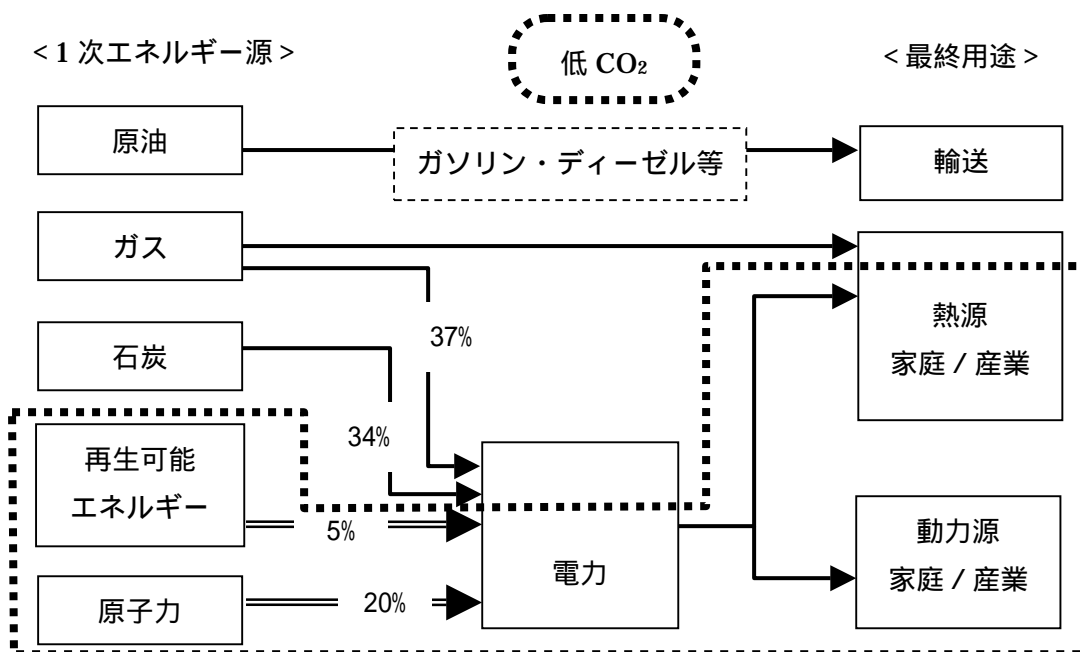 < 1 次エネルギー源 >
低 CO₂
< 最終用途 >
原油
ガソリン・ディーゼル等
輸送
ガス
37%
熱源
家庭 / 産業
石炭
34%
再生可能
エネルギー
5%
電力
動力源
家庭 / 産業
原子力
20%